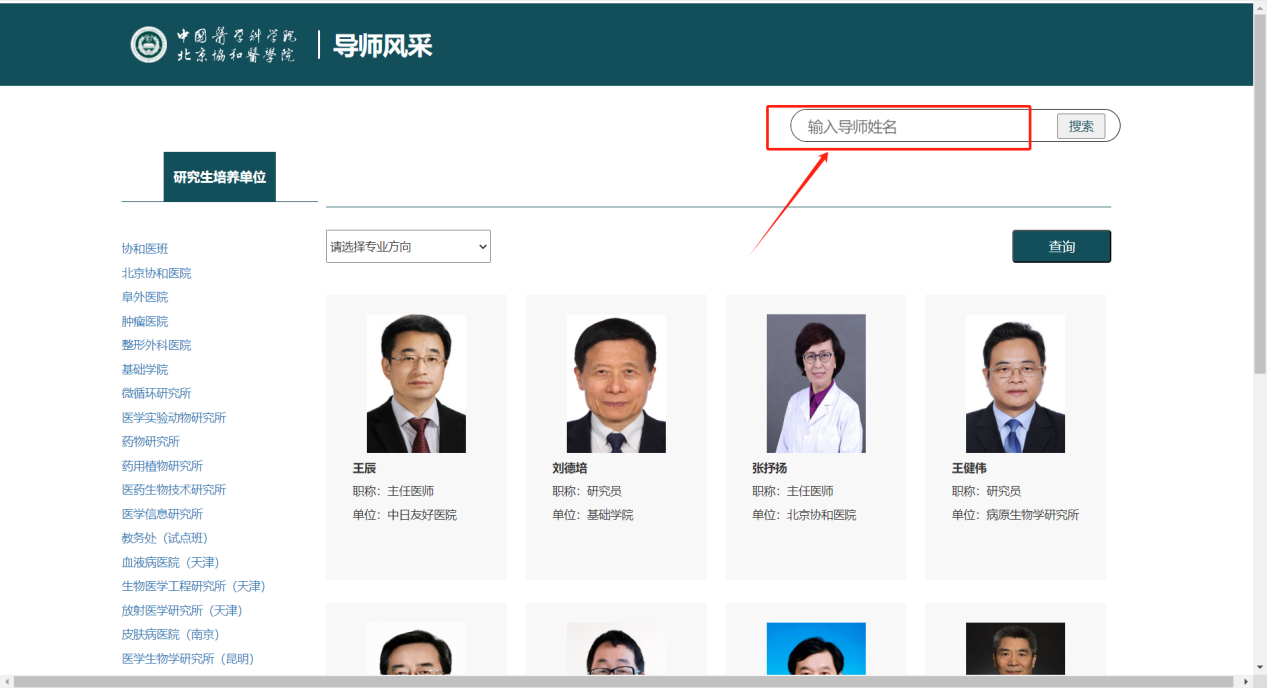 中国医学科学院
北京协和医学院
导师风采
输入导师姓名
搜索
研究生培养单位
请选择专业方向
查询
协和医班
北京协和医院
阜外医院
肿瘤医院
整形外科医院
基础学院
微循环研究所
医学实验动物研究所
药物研究所
药用植物研究所
医药生物技术研究所
医学信息研究所
教务处（试点班）
血液病医院（天津）
生物医学工程研究所（天津）
放射医学研究所（天津）
皮肤病医院（南京）
医学生物学研究所（昆明）
王辰
职称：主任医师
单位：中日友好医院
刘德培
职称：研究员
单位：基础学院
张抒扬
职称：主任医师
单位：北京协和医院
王健伟
职称：研究员
单位：病原生物学研究所